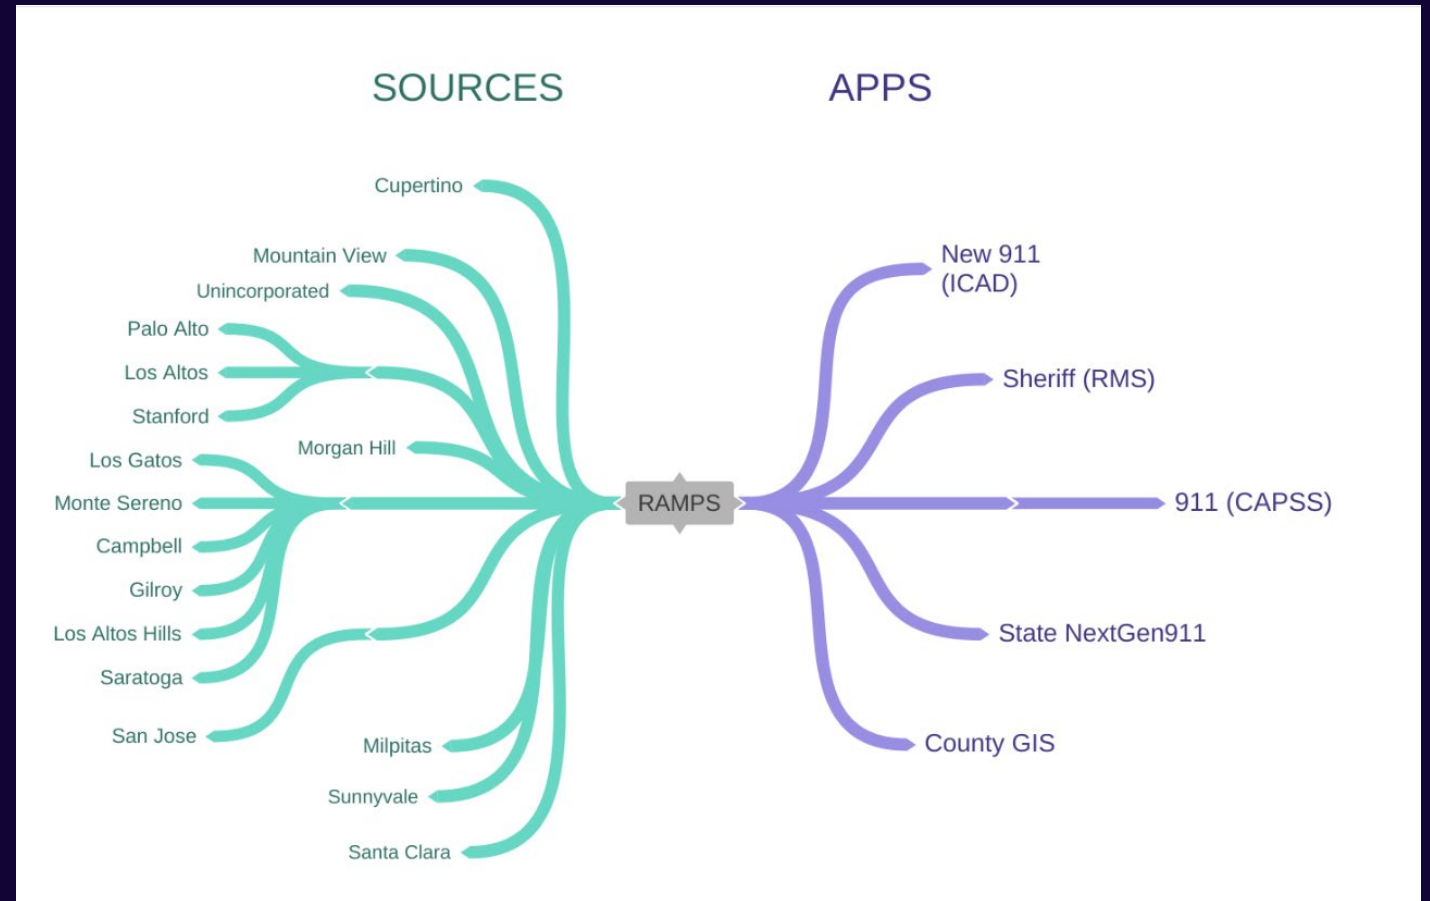 SOURCES
APPS
Cupertino
Mountain View
Unincorporated
Palo Alto
Los Altos
Stanford
Morgan Hill
Los Gatos
Monte Sereno
Campbell
Gilroy
Los Altos Hills
Saratoga
San Jose
Milpitas
Sunnyvale
Santa Clara
RAMPS
New 911
(ICAD)
Sheriff (RMS)
911 (CAPSS)
State NextGen911
County GIS